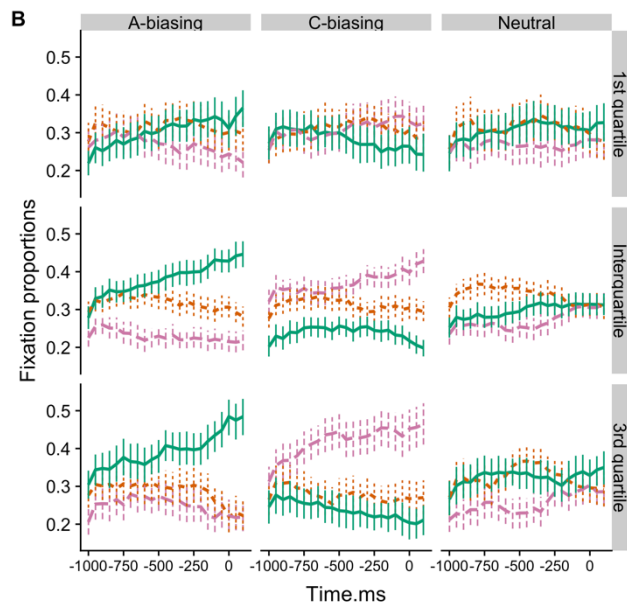 B
A-biasing C-biasing Neutral
Fixation proportions
0.5
0.4
0.3
0.2
1st quartile
0.5
0.4
0.3
0.2
Interquartile
0.5
0.4
0.3
0.2
3rd quartile
-1000 -750 -500 -250 0 -1000 -750 -500 -250 0 -1000 -750 -500 -250 0
Time.ms